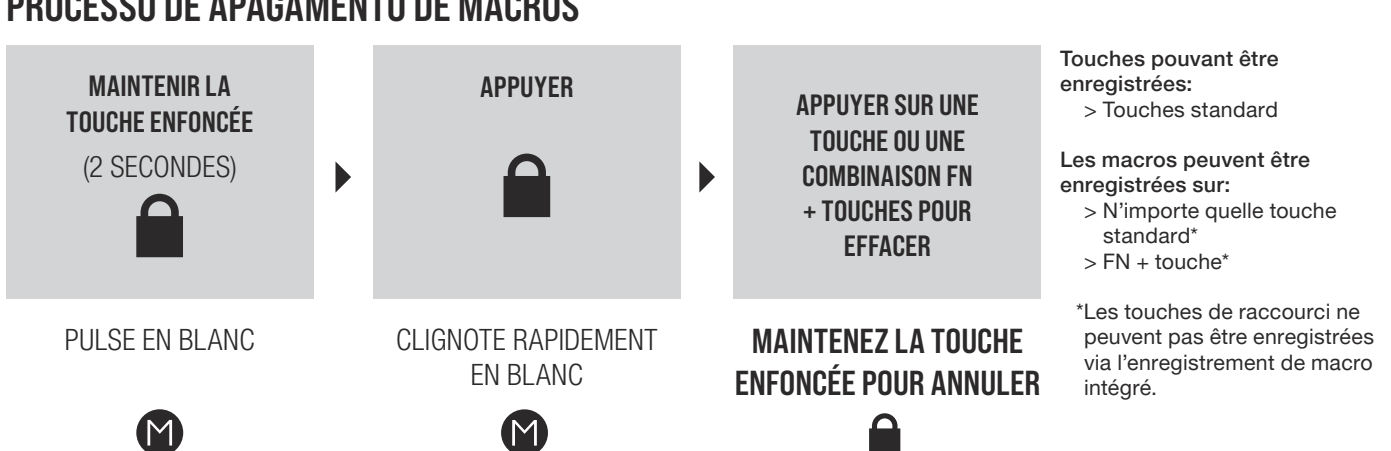 PROCESSO DE APAGAMENTO DE MACROS
MAINTENIR LA
TOUCHE ENFONCÉE
(2 SECONDES)
PULSE EN BLANC
M
APPUYER
CLIGNOTE RAPIDEMENT
EN BLANC
M
APPUYER SUR UNE
TOUCHE OU UNE
COMBINAISON FN
+ TOUCHES POUR
EFFACER
MAINTENEZ LA TOUCHE
ENFONCÉE POUR ANNULER
Touches pouvant être
enregistrées:
> Touches standard
Les macros peuvent être
enregistrées sur:
> N'importe quelle touche
standard*
> FN + touche*
*Les touches de raccourci ne
peuvent pas être enregistrées
via l'enregistrement de macro
intégré.